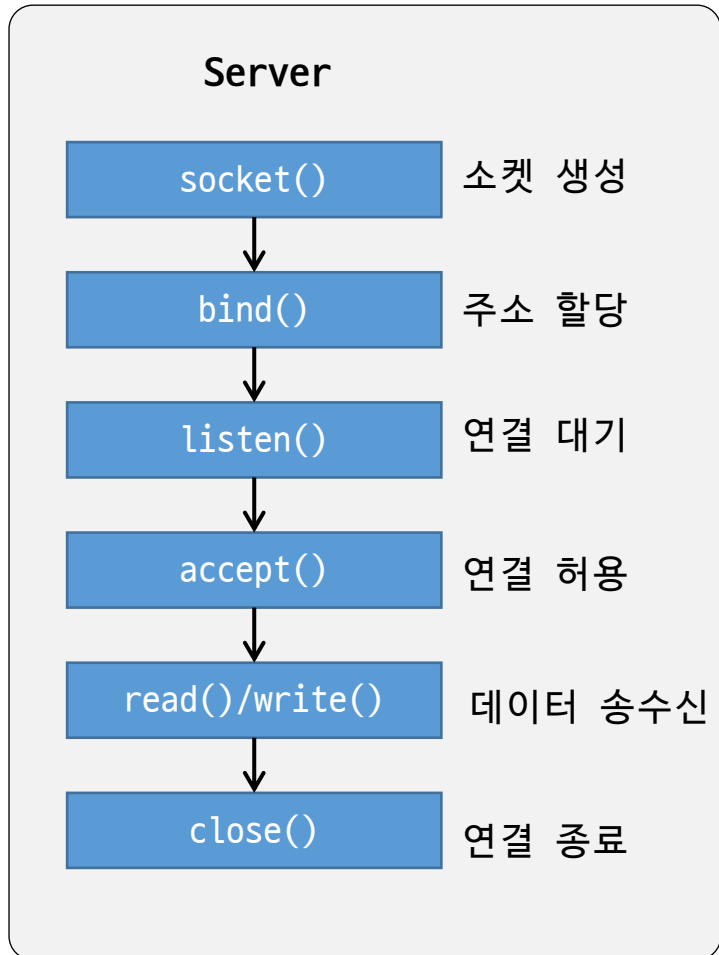 Server
socket() 소켓 생성
bind() 주소 할당
listen() 연결 대기
accept() 연결 허용
read()/write() 데이터 송수신
close() 연결 종료